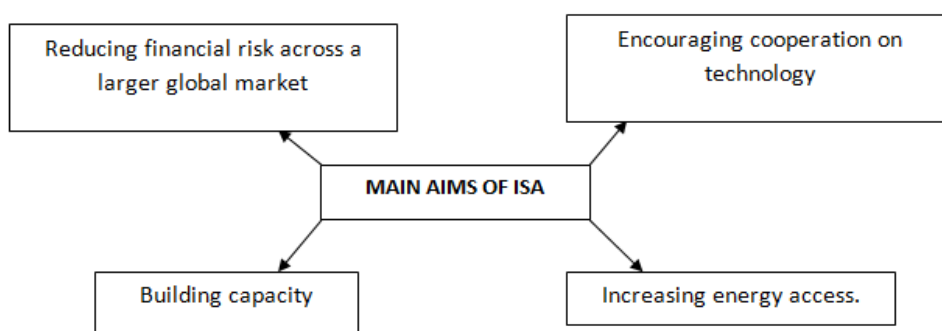 Reducing financial risk across a
larger global market
Encouraging cooperation on
technology
MAIN AIMS OF ISA
Building capacity
Increasing energy access.